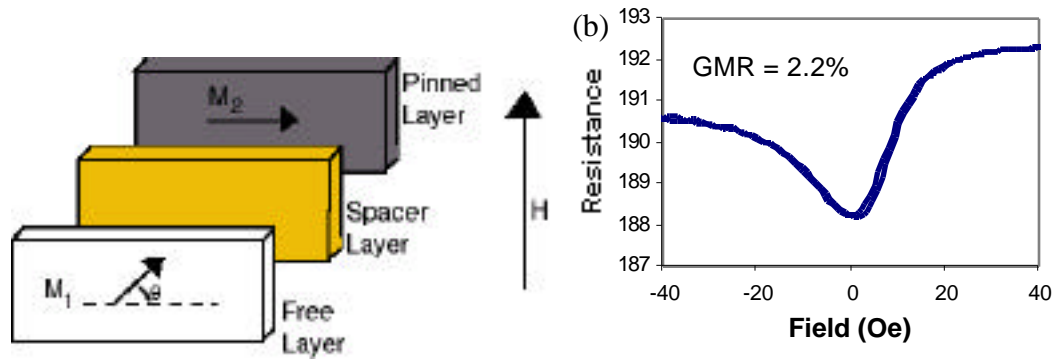 M2
Pinned
Layer
Spacer
Layer
M1
θ
Free
Layer
H
(b)
GMR = 2.2%
Resistance
193
192
191
190
189
188
187
-40
-20
0
20
40
Field (Oe)